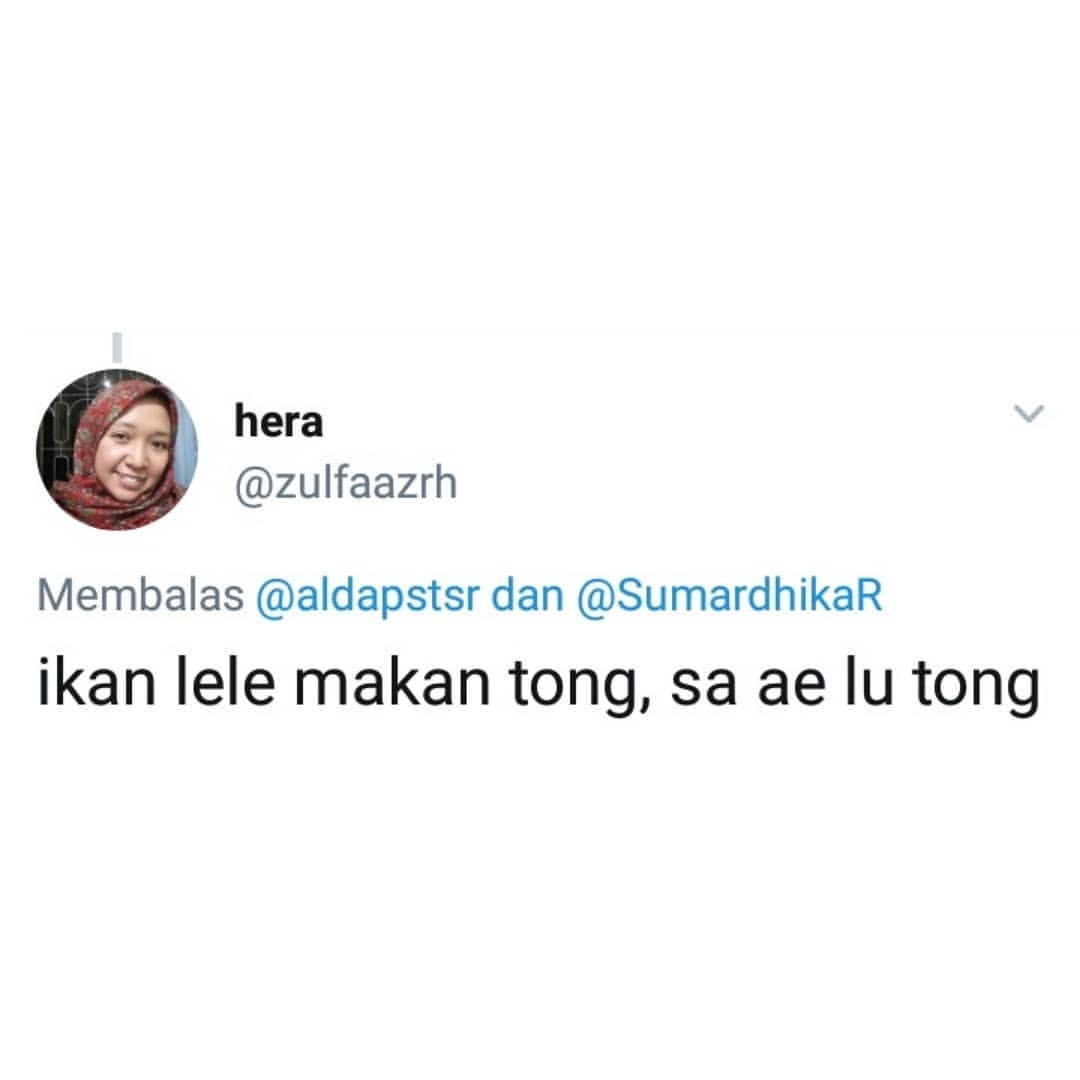 hera
@zulfaazrh
Membalas @aldapstsr dan @SumardhikaR
ikan lele makan tong, sa ae lu tong